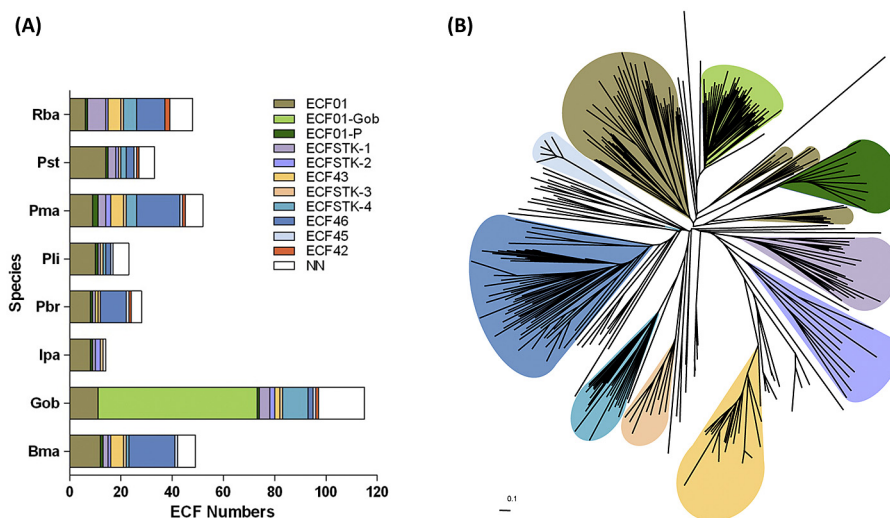 (A)
(B)
Rba
Pst
Pma
Pli
Pbr
Ipa
Gob
Bma
Species
0
20
40
60
80
100
120
ECF Numbers
ECF01
ECF01-Gob
ECF01-P
ECFSTK-1
ECFSTK-2
ECF43
ECFSTK-3
ECFSTK-4
ECF46
ECF45
ECF42
NN
0.1